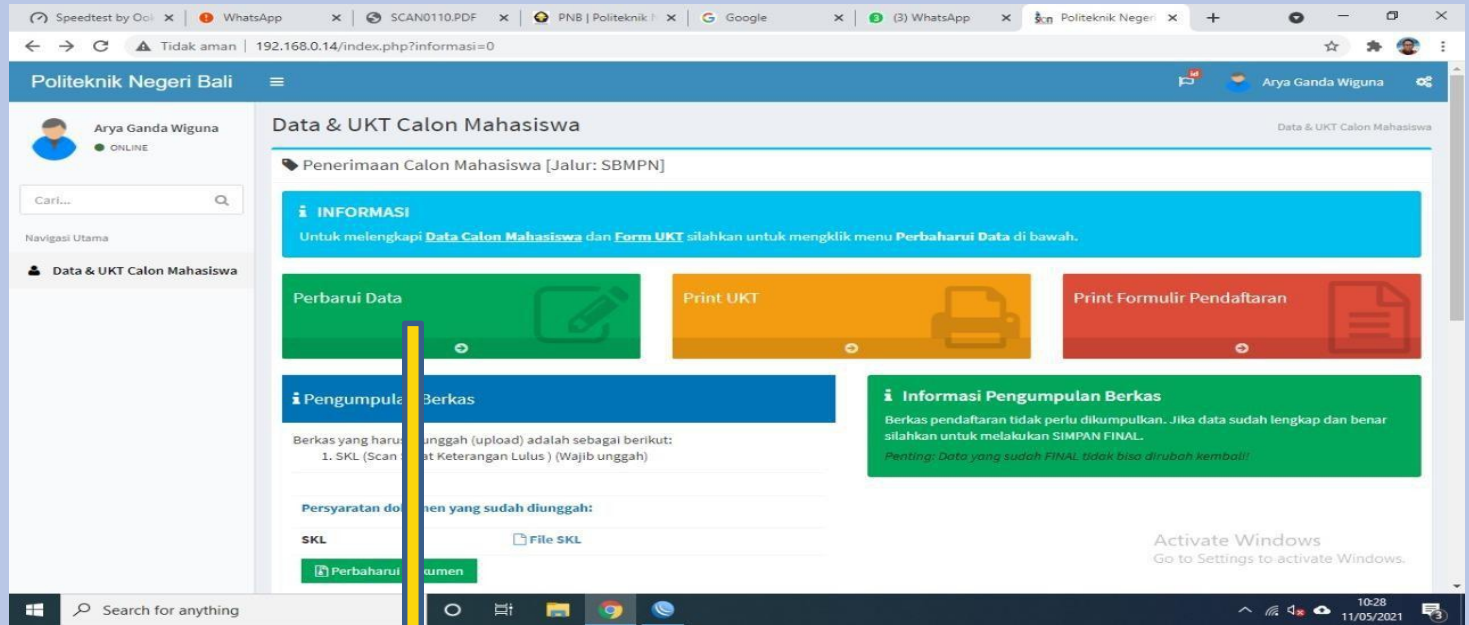 Speedtest by Ook
WhatsApp
SCAN0110.PDF
PNB | Politeknik N
Google
(3) WhatsApp
Politeknik Negeri
Tidak aman
192.168.0.14/index.php?informasi=0
Politeknik Negeri Bali
id
Arya Ganda Wiguna
Arya Ganda Wiguna
ONLINE
Cari...
Navigasi Utama
Data & UKT Calon Mahasiswa
Data & UKT Calon Mahasiswa
Data & UKT Calon Mahasiswa
Penerimaan Calon Mahasiswa [Jalur: SBMPN]
i INFORMASI
Untuk melengkapi Data Calon Mahasiswa dan Form UKT silahkan untuk mengklik menu Perbaharui Data di bawah.
Perbarui Data
Print UKT
Print Formulir Pendaftaran
i Pengumpula Berkas
Berkas yang harus unggah (upload) adalah sebagai berikut:
1. SKL (Scan at Keterangan Lulus ) (Wajib unggah)
Persyaratan do men yang sudah diunggah:
SKL
File SKL
Perbaharui kumen
i Informasi Pengumpulan Berkas
Berkas pendaftaran tidak perlu dikumpulkan. Jika data sudah lengkap dan benar
silahkan untuk melakukan SIMPAN FINAL.
Penting: Data yang sudah FINAL tidak bisa dirubah kembali!
Activate Windows
Go to Settings to activate Windows.
Search for anything
10:28
11/05/2021
3